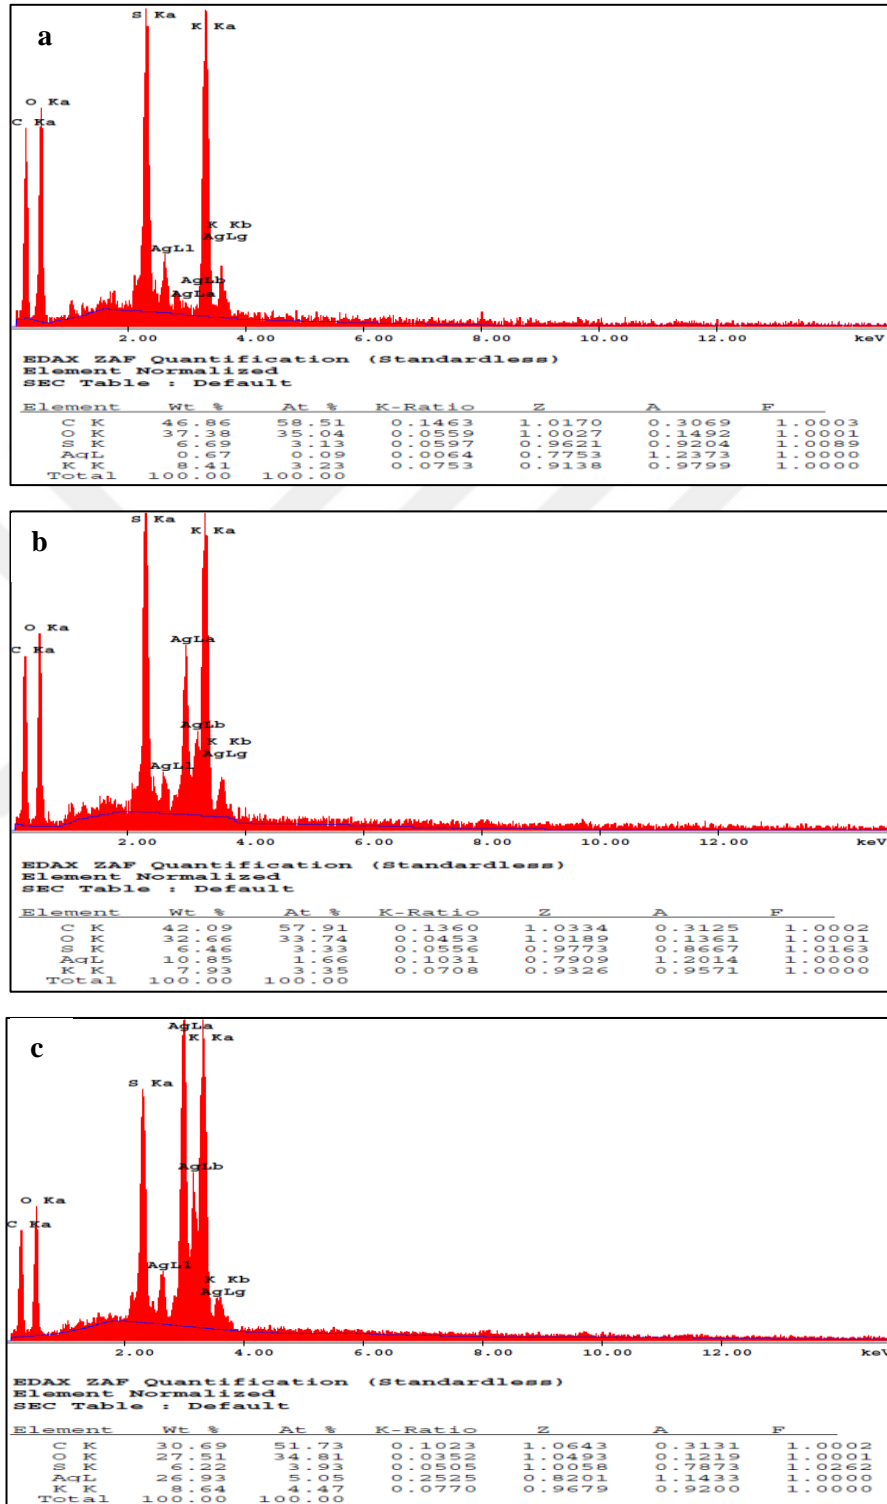 a
S Ka
K Ka
O Ka
C Ka
K Kb
AgLg
AgLl
AgLb
AgLa
2.00 4.00 6.00 8.00 10.00 12.00 keV
EDAX ZAF Quantification (Standardless)
Element Normalized
SEC Table : Default
Element Wt % At % K-Ratio Z A F
C K 46.86 58.51 0.1463 1.0170 0.3069 1.0003
O K 37.38 35.04 0.0559 1.0027 0.1492 1.0001
S K 6.69 3.13 0.0597 0.9621 0.9204 1.0089
AgL 0.67 0.09 0.0064 0.7753 1.2373 1.0000
K K 8.41 3.23 0.0753 0.9138 0.9799 1.0000
Total 100.00 100.00
b
S Ka
K Ka
O Ka
C Ka
AgLa
AgLb
K Kb
AgLg
AgLl
2.00 4.00 6.00 8.00 10.00 12.00 keV
EDAX ZAF Quantification (Standardless)
Element Normalized
SEC Table : Default
Element Wt % At % K-Ratio Z A F
C K 42.09 57.91 0.1360 1.0334 0.3125 1.0002
O K 32.66 33.74 0.0453 1.0189 0.1361 1.0001
S K 6.46 3.33 0.0556 0.9773 0.8667 1.0163
AgL 10.85 1.66 0.1031 0.7909 1.2014 1.0000
K K 7.93 3.35 0.0708 0.9326 0.9571 1.0000
Total 100.00 100.00
c
AgLa
K Ka
S Ka
AgLb
O Ka
C Ka
AgLl
K Kb
AgLg
2.00 4.00 6.00 8.00 10.00 12.00 keV
EDAX ZAF Quantification (Standardless)
Element Normalized
SEC Table : Default
Element Wt % At % K-Ratio Z A F
C K 30.69 51.73 0.1023 1.0643 0.3131 1.0002
O K 27.51 34.81 0.0352 1.0493 0.1219 1.0001
S K 6.22 3.93 0.0505 1.0058 0.7873 1.0262
AgL 26.93 5.05 0.2525 0.8201 1.1433 1.0000
K K 8.64 4.47 0.0770 0.9679 0.9200 1.0000
Total 100.00 100.00